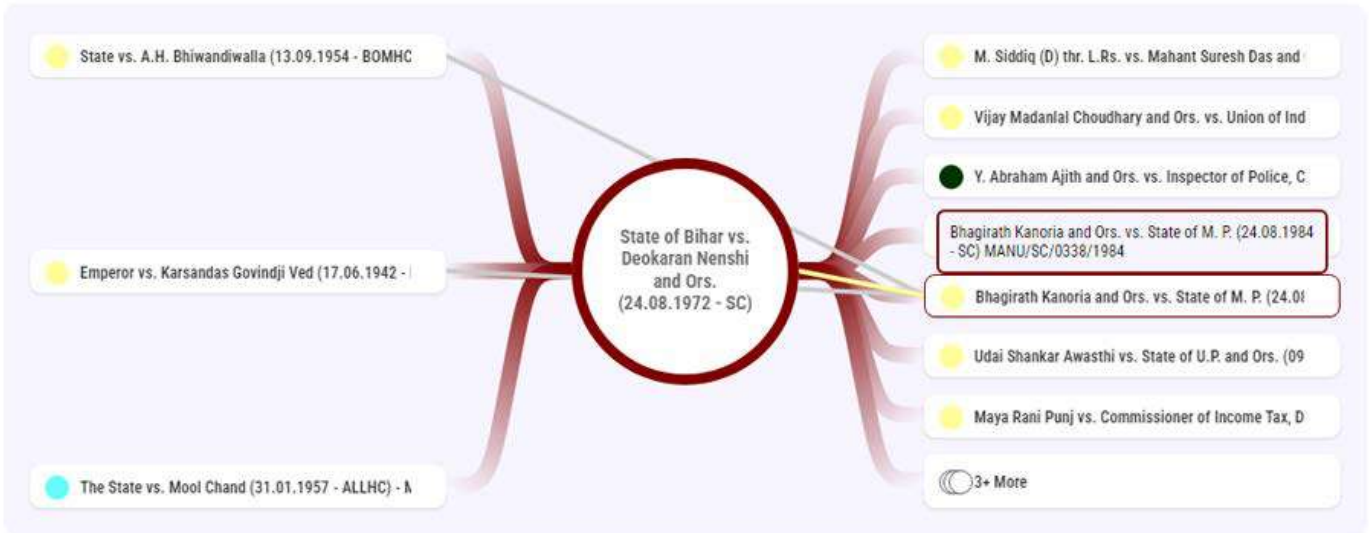 State vs. A.H. Bhiwandiwalla (13.09.1954 - BOMHC
Emperor vs. Karsandas Govindji Ved (17.06.1942 -
The State vs. Mool Chand (31.01.1957 - ALLHC) -
State of Bihar vs.
Deokaran Nenshi
and Ors.
(24.08.1972 - SC)
M. Siddiq (D) thr. L.Rs. vs. Mahant Suresh Das and
Vijay Madanlal Choudhary and Ors. vs. Union of Ind
Y. Abraham Ajith and Ors. vs. Inspector of Police, C
Bhagirath Kanoria and Ors. vs. State of M. P. (24.08.1984
- SC) MANU/SC/0338/1984
Bhagirath Kanoria and Ors. vs. State of M. P. (24.0
Udai Shankar Awasthi vs. State of U.P. and Ors. (09
Maya Rani Punj vs. Commissioner of Income Tax, D
3+ More